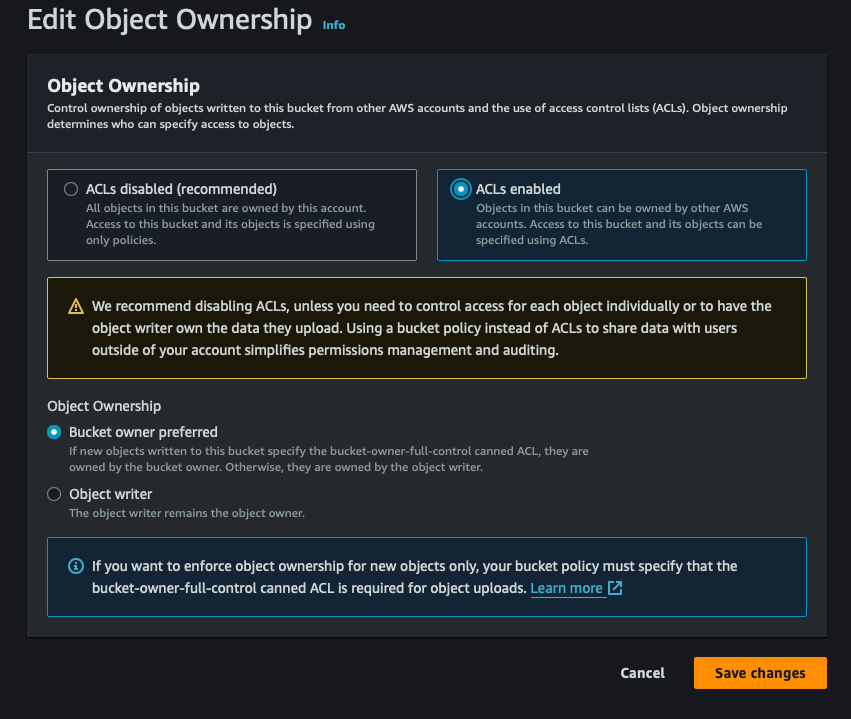 Edit Object Ownership Info
Object Ownership
Control ownership of objects written to this bucket from other AWS accounts and the use of access control lists (ACLs). Object ownership
determines who can specify access to objects.
ACLs disabled (recommended)
All objects in this bucket are owned by this account.
Access to this bucket and its objects is specified using
only policies.
ACLs enabled
Objects in this bucket can be owned by other AWS
accounts. Access to this bucket and its objects can be
specified using ACLs.
We recommend disabling ACLs, unless you need to control access for each object individually or to have the
object writer own the data they upload. Using a bucket policy instead of ACLs to share data with users
outside of your account simplifies permissions management and auditing.
Object Ownership
Bucket owner preferred
If new objects written to this bucket specify the bucket-owner-full-control canned ACL, they are
owned by the bucket owner. Otherwise, they are owned by the object writer.
Object writer
The object writer remains the object owner.
If you want to enforce object ownership for new objects only, your bucket policy must specify that the
bucket-owner-full-control canned ACL is required for object uploads. Learn more
Cancel
Save changes